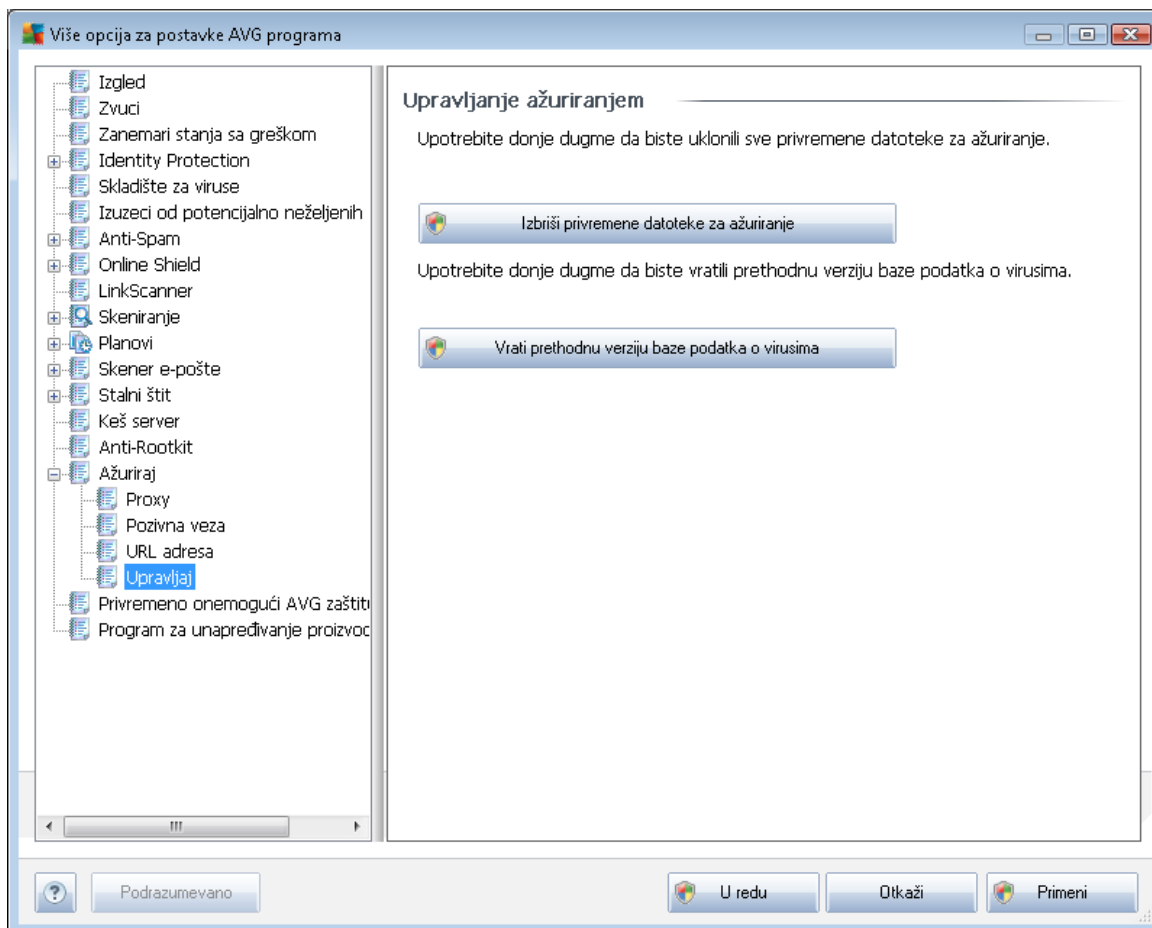 Više opcija za postavke AVG programa
Izgled
Zvuci
Zanemari stanja sa greškom
Identity Protection
Skladište za viruse
Izuzeci od potencijalno neželjenih
Anti-Spam
Online Shield
LinkScanner
Skeniranje
Planovi
Skener e-pošte
Stalni štit
Keš server
Anti-Rootkit
Ažuriraj
Proxy
Pozivna veza
URL adresa
Upravljaj
Privremeno onemogući AVG zaštitu
Program za unapređivanje proizvod
Upravljanje ažuriranjem
Upotrebite donje dugme da biste uklonili sve privremene datoteke za ažuriranje.
Izbriši privremene datoteke za ažuriranje
Upotrebite donje dugme da biste vratili prethodnu verziju baze podatka o virusima.
Vrati prethodnu verziju baze podatka o virusima
?
Podrazumevano
U redu
Otkaži
Primeni